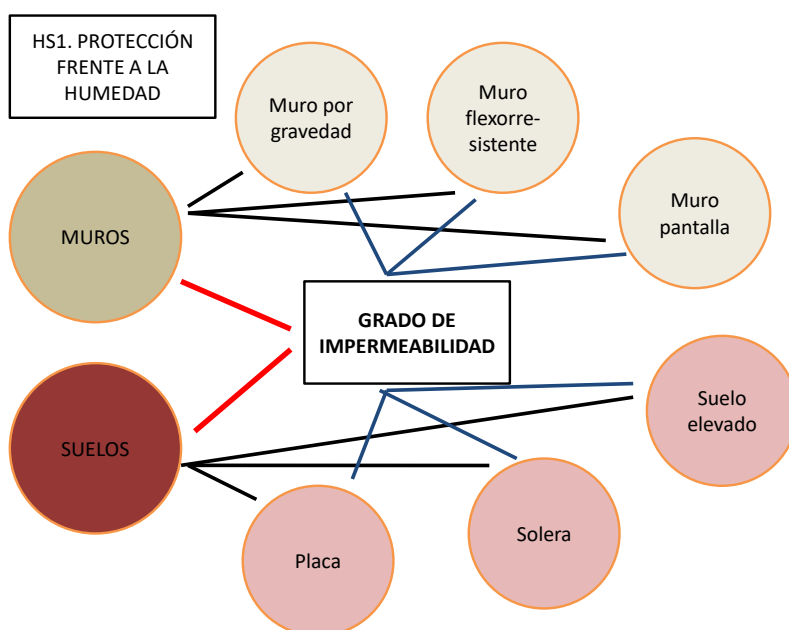 HS1. PROTECCIÓN
FRENTE A LA
HUMEDAD
Muro por
gravedad
Muro
flexorre-
sistente
Muro
pantalla
MUROS
GRADO DE
IMPERMEABILIDAD
Suelo
elevado
SUELOS
Solera
Placa